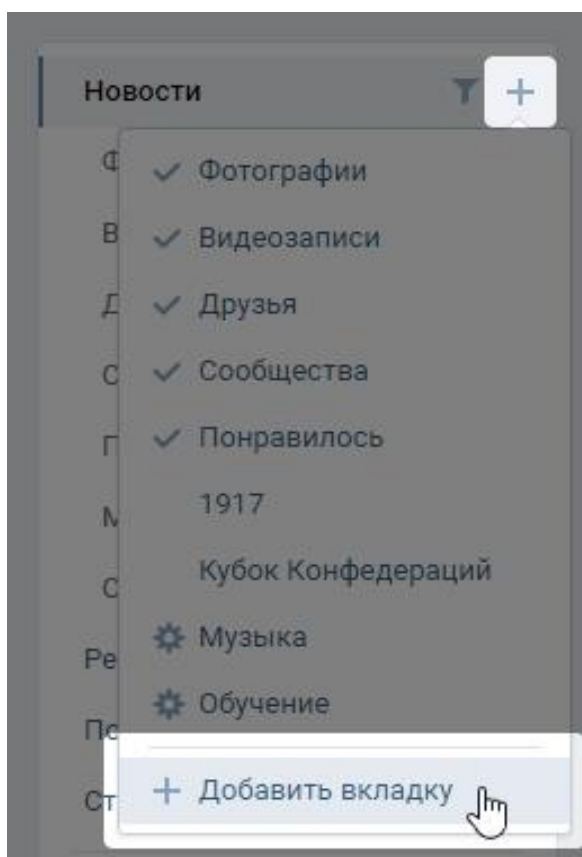 Новости
Фотографии
Видеозаписи
Друзья
Сообщества
Понравилось
1917
Кубок Конфедераций
Музыка
Обучение
Добавить вкладку